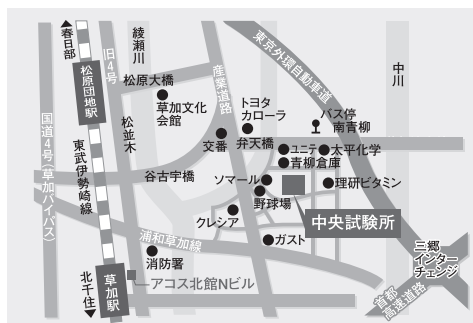 ▲春日部
松原団地駅
国道4号(草加バイパス)
東武伊勢崎線
北千住▼
草加駅
旧4号
綾瀬川
松原大橋
草加文化
会館
松並木
谷古宇橋
産業道路
交番
トヨタ
カローラ
弁天橋
東京外環自動車道
中川
バス停
南青柳
ユニテ
太平化学
青柳倉庫
ソマール
理研ビタミン
野球場
中央試験所
クレシア
浦和草加線
消防署
ガスト
アコス北館Nビル
三郷
インター
チェンジ
首都
高速道路